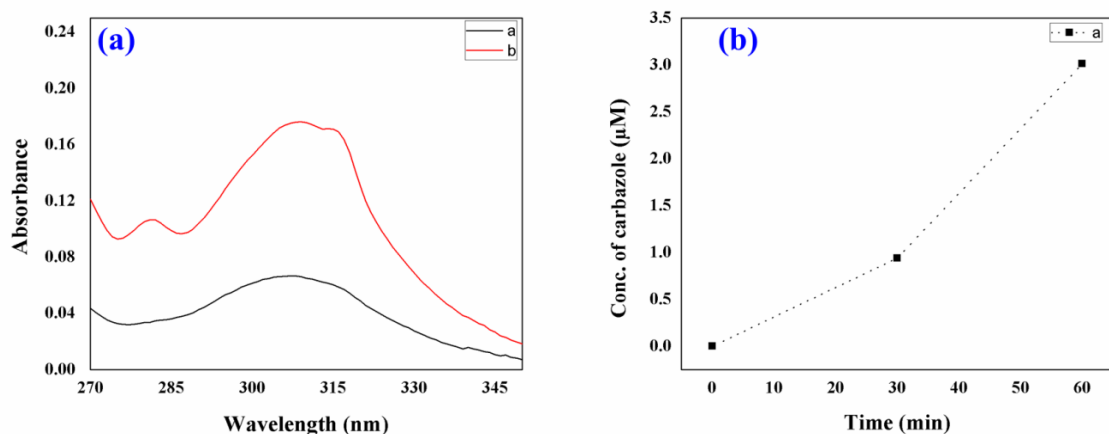 (a)
a
b
0.24
0.20
0.16
0.12
0.08
0.04
0.00
Absorbance
270 285 300 315 330 345
Wavelength (nm)
(b)
a
3.5
3.0
2.5
2.0
1.5
1.0
0.5
0.0
Conc. of carbazole (μM)
0 10 20 30 40 50 60
Time (min)